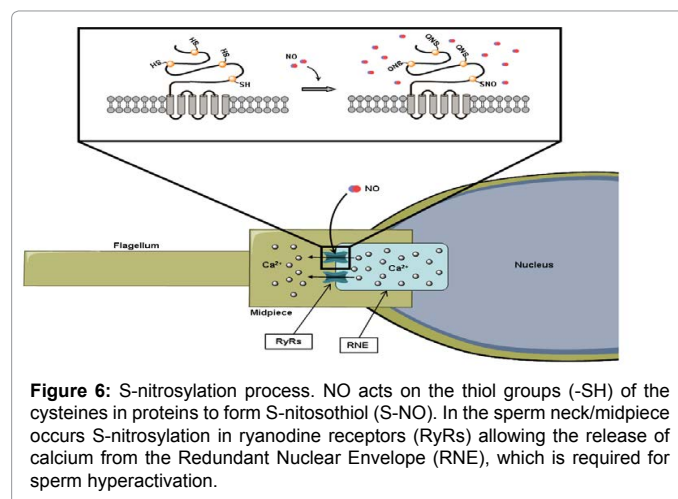 HS- HS- HS SH
NO
ONS- ONS- ONS SNO
NO
Flagellum
Ca²⁺
Ca²⁺
Nucleus
Midpiece
RyRs
RNE
Figure 6: S-nitrosylation process. NO acts on the thiol groups (-SH) of the
cysteines in proteins to form S-nitosothiol (S-NO). In the sperm neck/midpiece
occurs S-nitrosylation in ryanodine receptors (RyRs) allowing the release of
calcium from the Redundant Nuclear Envelope (RNE), which is required for
sperm hyperactivation.